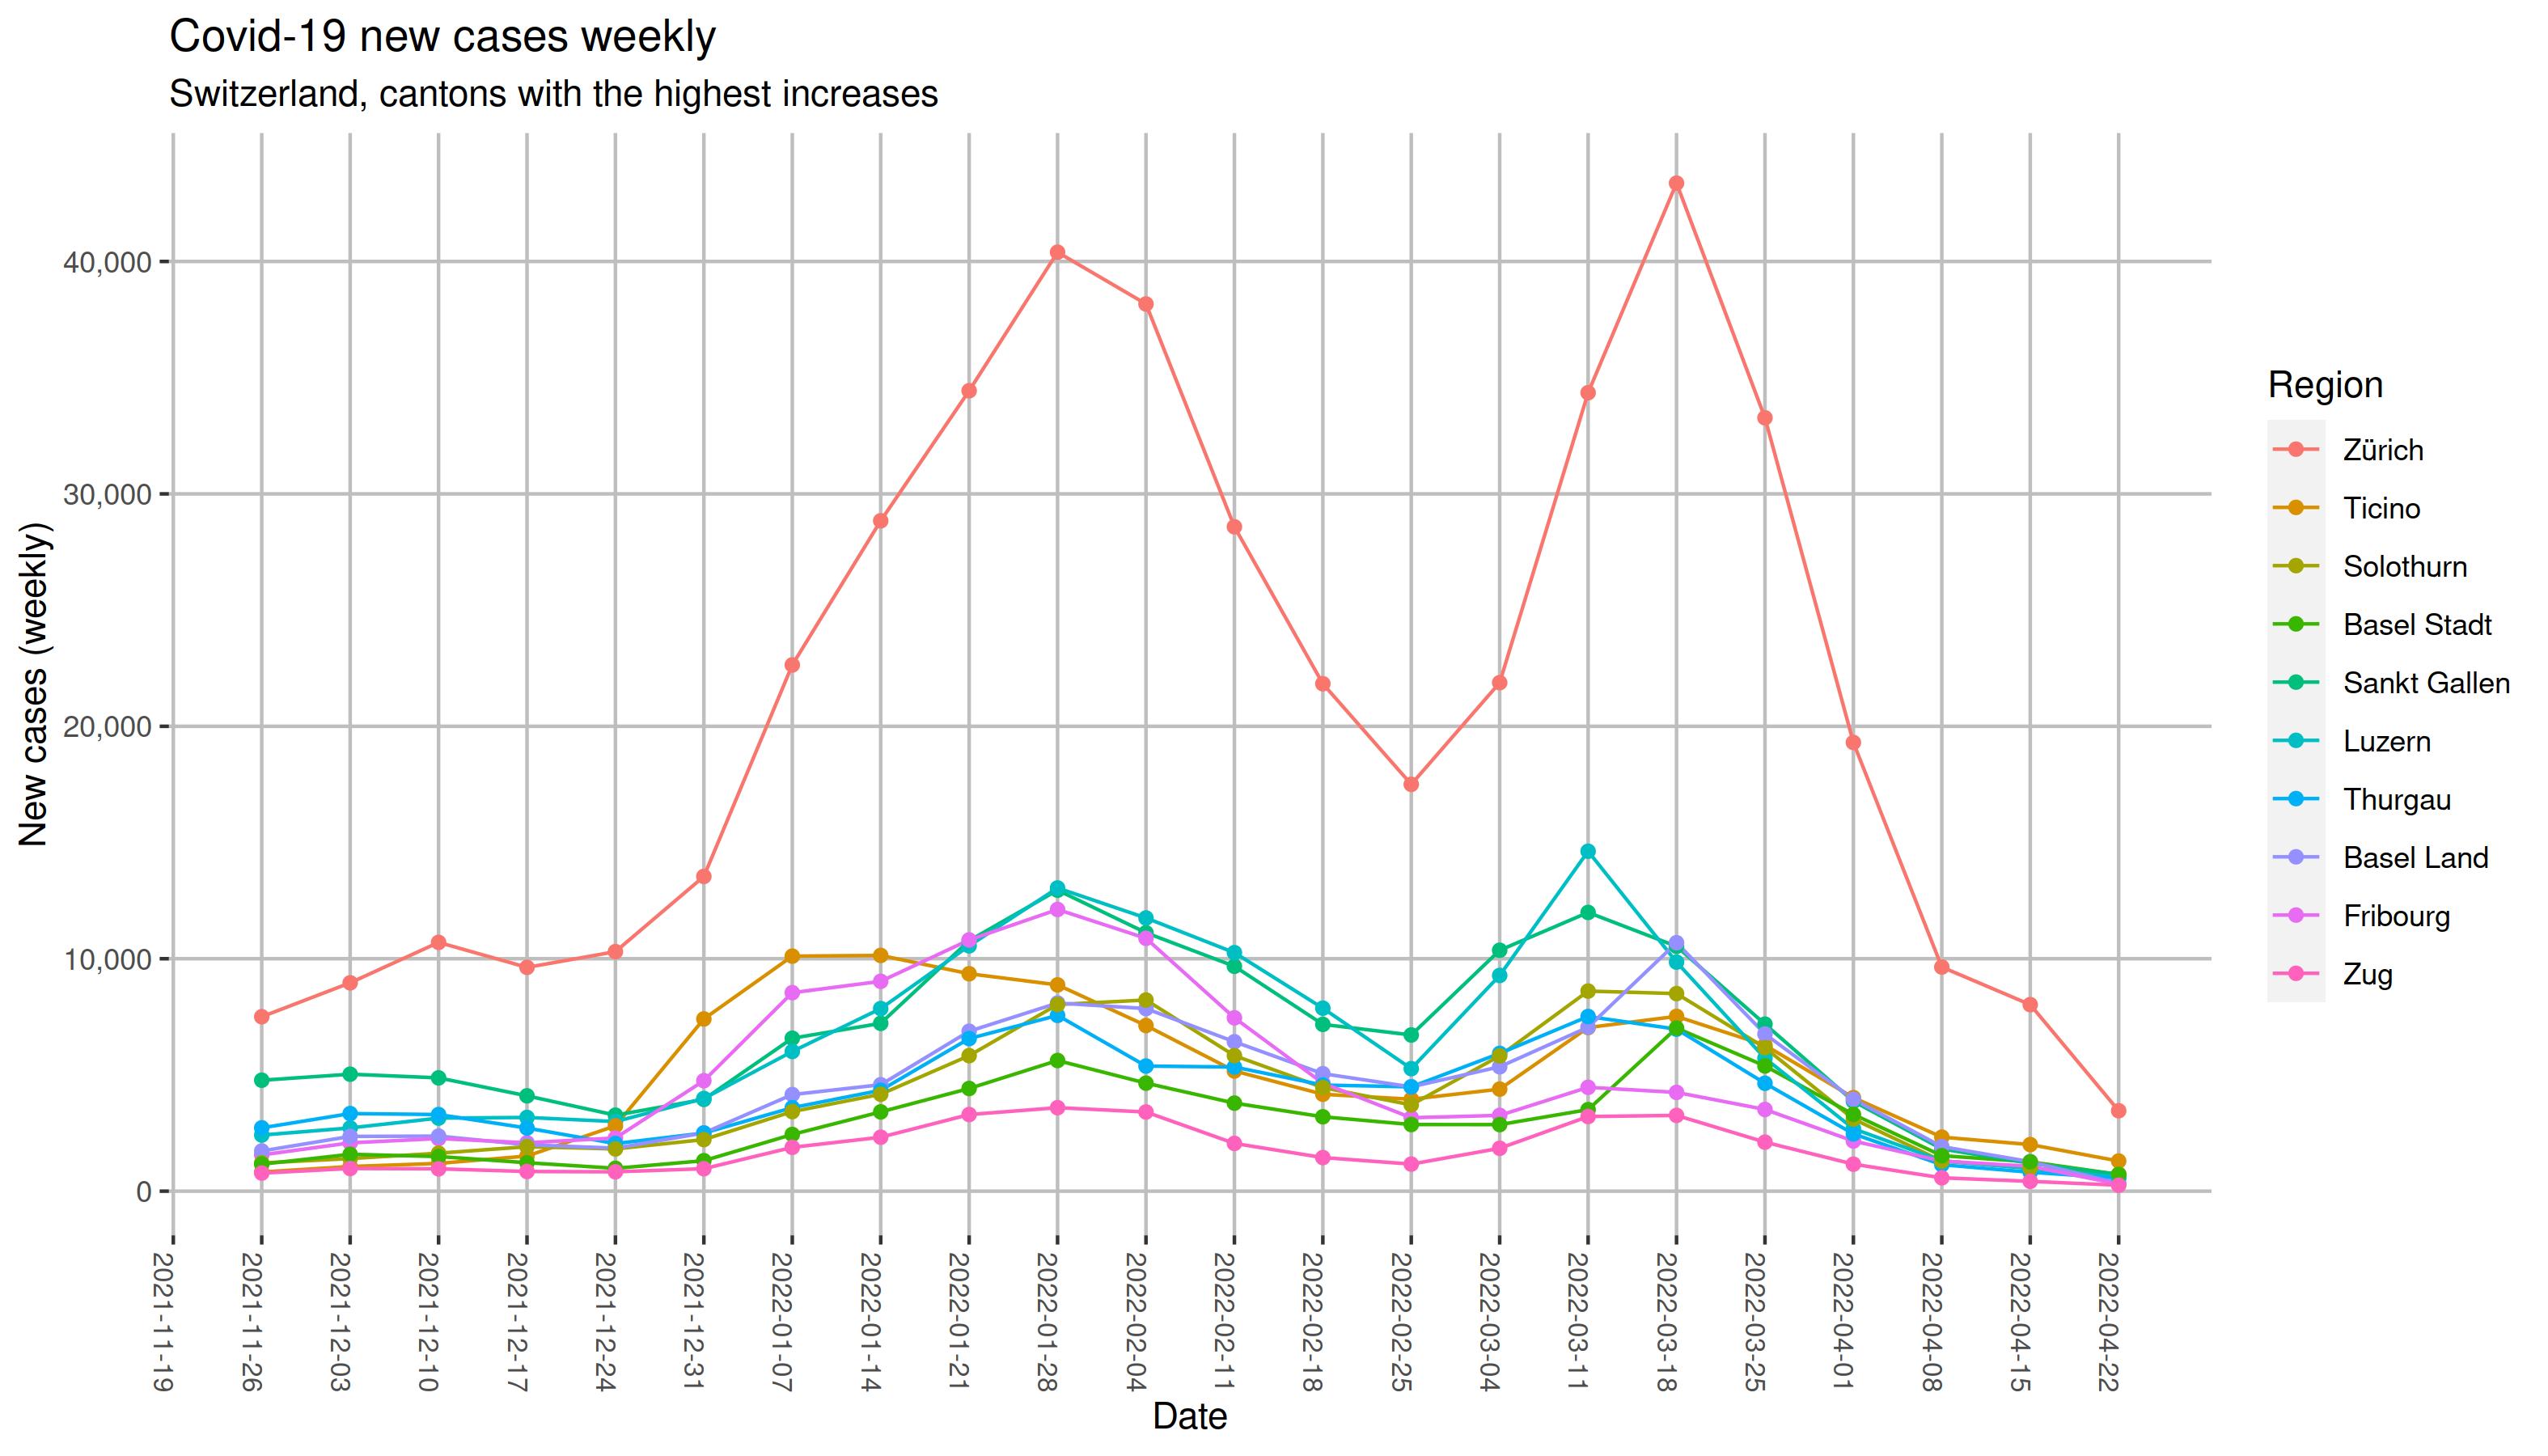 Covid-19 new cases weekly
Switzerland, cantons with the highest increases
New cases (weekly)
40,000
30,000
20,000
10,000
0
2021-11-19
2021-11-26
2021-12-03
2021-12-10
2021-12-17
2021-12-24
2021-12-31
2022-01-07
2022-01-14
2022-01-21
2022-01-28
2022-02-04
2022-02-11
2022-02-18
2022-02-25
2022-03-04
2022-03-11
2022-03-18
2022-03-25
2022-04-01
2022-04-08
2022-04-15
2022-04-22
Date
Region
Zürich
Ticino
Solothurn
Basel Stadt
Sankt Gallen
Luzern
Thurgau
Basel Land
Fribourg
Zug